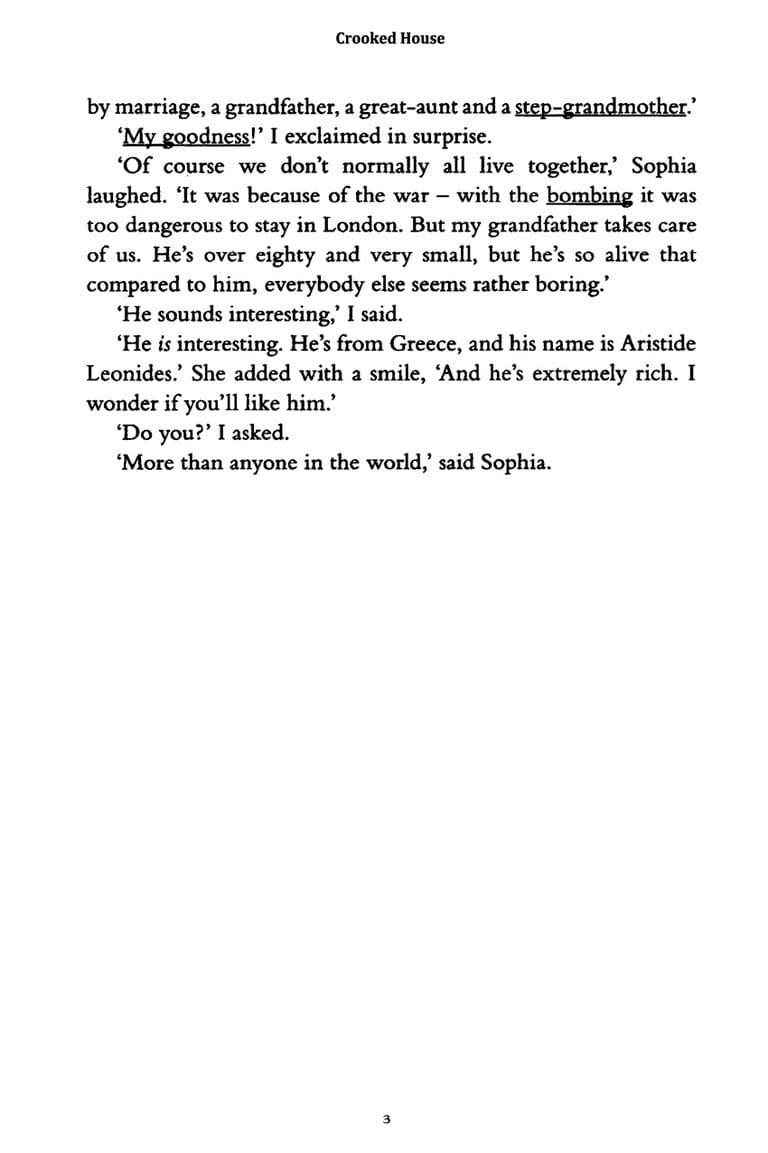 Crooked House
by marriage, a grandfather, a great-aunt and a step-grandmother.’
‘My goodness!’ I exclaimed in surprise.
‘Of course we don’t normally all live together,’ Sophia
laughed. ‘It was because of the war – with the bombing it was
too dangerous to stay in London. But my grandfather takes care
of us. He’s over eighty and very small, but he’s so alive that
compared to him, everybody else seems rather boring.’
‘He sounds interesting,’ I said.
‘He is interesting. He’s from Greece, and his name is Aristide
Leonides.’ She added with a smile, ‘And he’s extremely rich. I
wonder if you’ll like him.’
‘Do you?’ I asked.
‘More than anyone in the world,’ said Sophia.
3